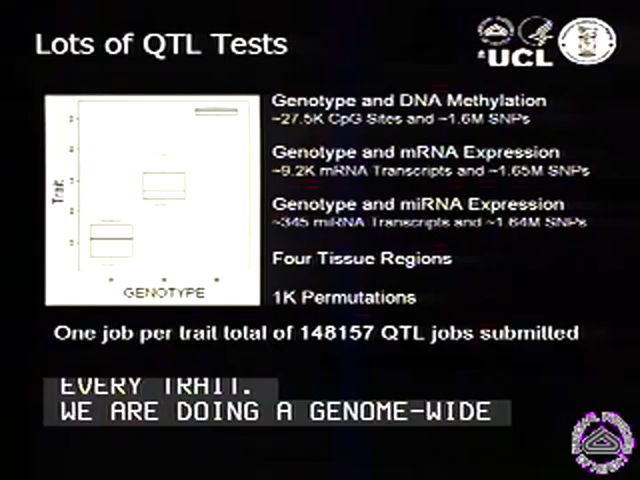 Lots of QTL Tests
UCL
Genotype and DNA Methylation
~27.5K CpG Sites and ~1.6M SNPs
Genotype and mRNA Expression
~9.2K mRNA Transcripts and ~1.65M SNPs
Genotype and miRNA Expression
~345 miRNA Transcripts and ~1.64M SNPs
Four Tissue Regions
1K Permutations
Trait
GENOTYPE
One job per trait total of 148157 QTL jobs submitted
EVERY TRAIT.
WE ARE DOING A GENOME-WIDE